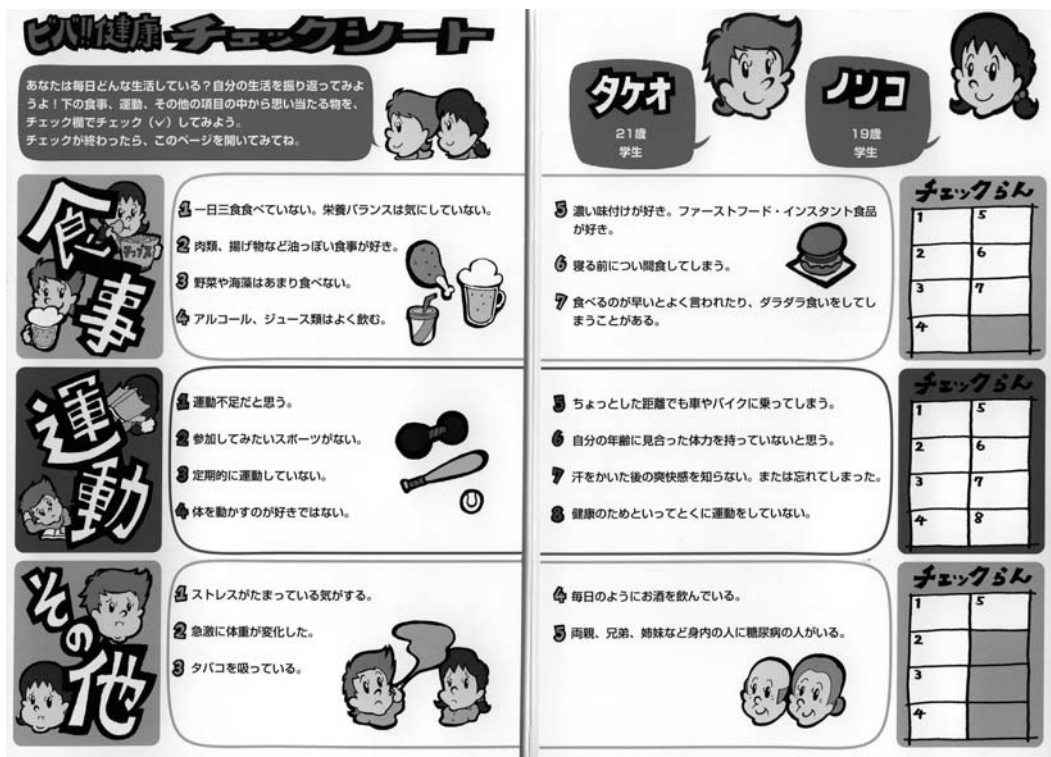 ビバ!!健康 チェックシート
あなたは毎日どんな生活している？自分の生活を振り返ってみよ
うよ！下の食事、運動、その他の項目の中から思い当たる物を、
チェック欄でチェック（✓）してみよう。
チェックが終わったら、このページを開いてみてね。
タケオ
21歳
学生
ノンコ
19歳
学生
食事
チップス
1 一日三食食べていない。栄養バランスは気にしていない。
2 肉類、揚げ物など油っぽい食事が好き。
3 野菜や海藻はあまり食べない。
4 アルコール、ジュース類はよく飲む。
5 濃い味付けが好き。ファーストフード・インスタント食品
が好き。
6 寝る前につい間食してしまう。
7 食べるのが早いとよく言われたり、ダラダラ食いをしてし
まうことがある。
チェックらん
1 5
2 6
3 7
4
運動
1 運動不足だと思う。
2 参加してみたいスポーツがない。
3 定期的に運動していない。
4 体を動かすのが好きではない。
5 ちょっとした距離でも車やバイクに乗ってしまう。
6 自分の年齢に見合った体力を持っていないと思う。
7 汗をかいた後の爽快感を知らない。または忘れてしまった。
8 健康のためといってとくに運動をしていない。
チェックらん
1 5
2 6
3 7
4 8
その他
1 ストレスがたまっている気がする。
2 急激に体重が変化した。
3 タバコを吸っている。
4 毎日のようにお酒を飲んでいる。
5 両親、兄弟、姉妹など身内の人に糖尿病の人がいる。
チェックらん
1 5
2
3
4